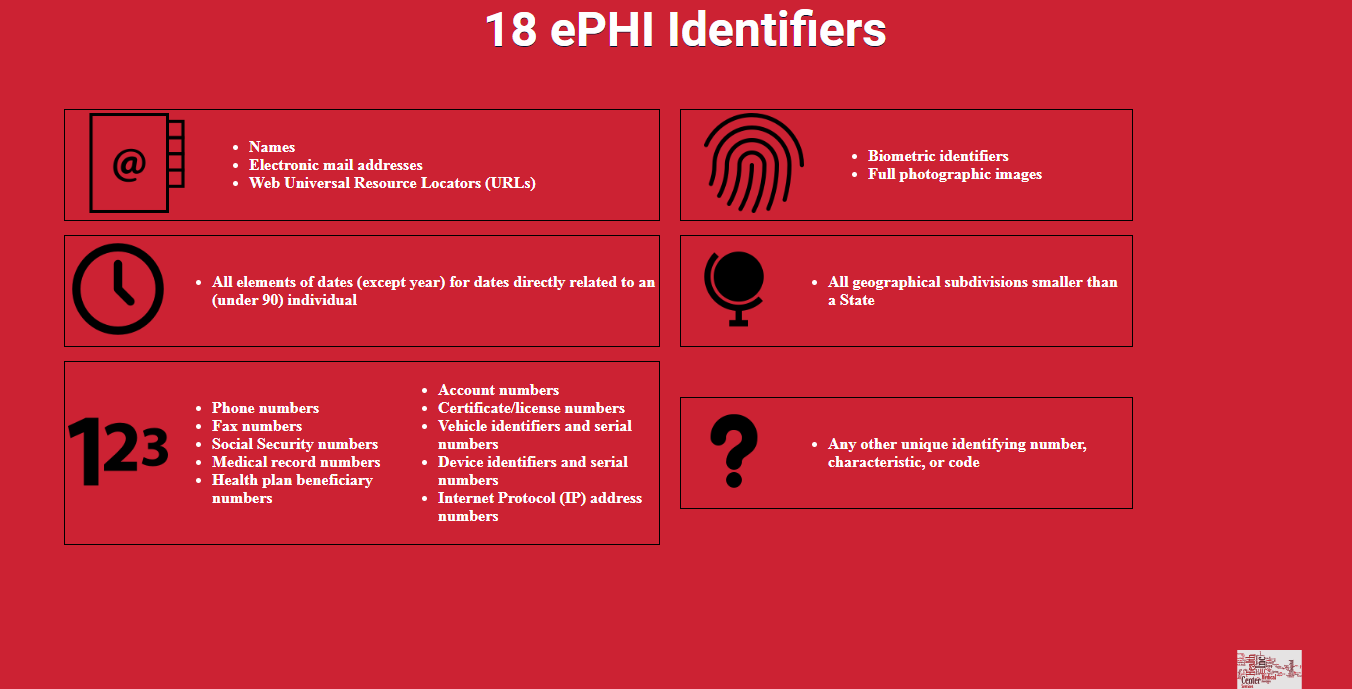 18 ePHI Identifiers
@
Names
Electronic mail addresses
Web Universal Resource Locators (URLs)
Biometric identifiers
Full photographic images
All elements of dates (except year) for dates directly related to an
(under 90) individual
All geographical subdivisions smaller than
a State
123
Phone numbers
Fax numbers
Social Security numbers
Medical record numbers
Health plan beneficiary
numbers
Account numbers
Certificate/license numbers
Vehicle identifiers and serial
numbers
Device identifiers and serial
numbers
Internet Protocol (IP) address
numbers
?
Any other unique identifying number,
characteristic, or code
Center
Medical